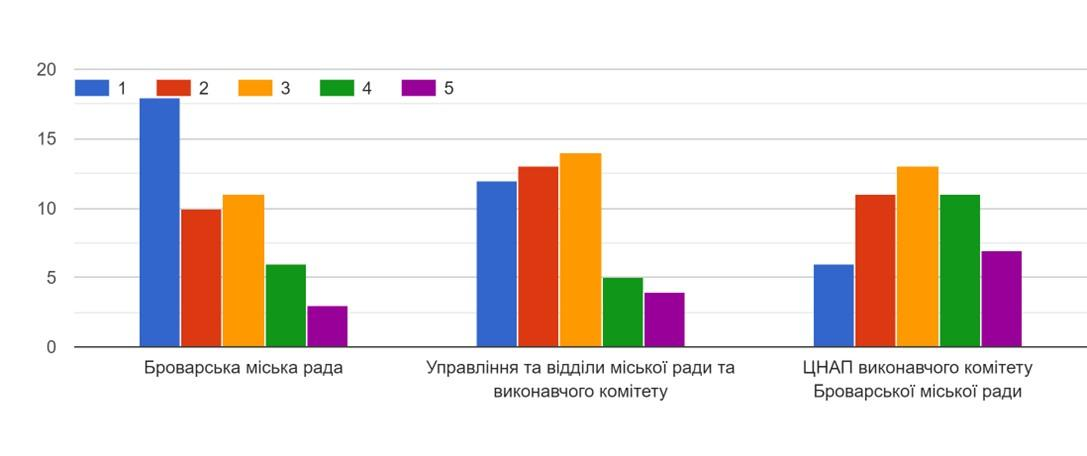 20
1 2 3 4 5
15
10
5
0
Броварська міська рада
Управління та відділи міської ради та
виконавчого комітету
ЦНАП виконавчого комітету
Броварської міської ради